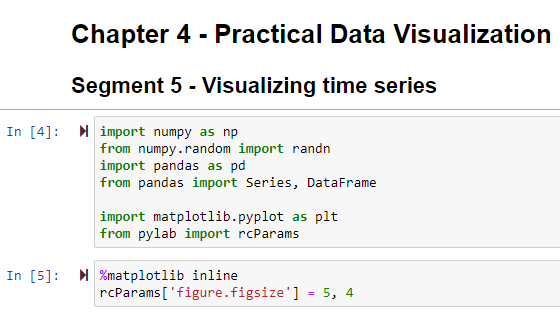 Chapter 4 - Practical Data Visualization
Segment 5 - Visualizing time series
In [4]:
import numpy as np
from numpy.random import randn
import pandas as pd
from pandas import Series, DataFrame
import matplotlib.pyplot as plt
from pylab import rcParams
In [5]:
%matplotlib inline
rcParams['figure.figsize'] = 5, 4